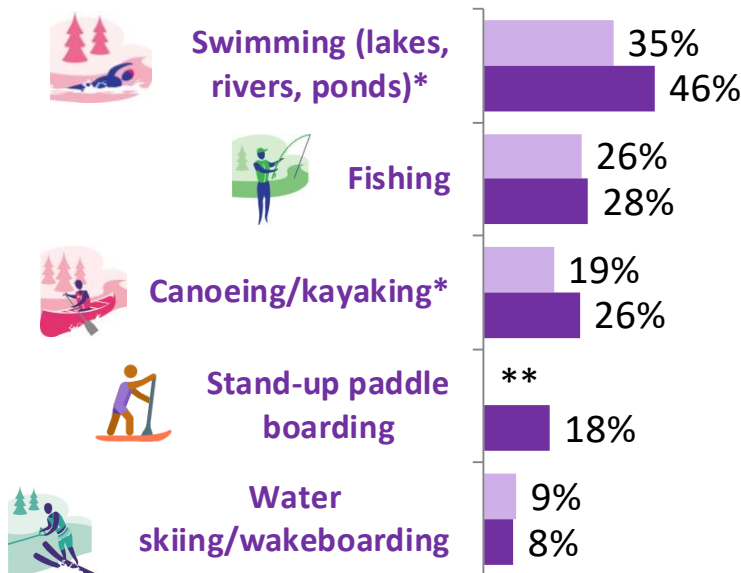 Swimming (lakes,
rivers, ponds)*
35%
46%
Fishing
26%
28%
Canoeing/kayaking*
19%
26%
Stand-up paddle
boarding
**
18%
Water
skiing/wakeboarding
9%
8%